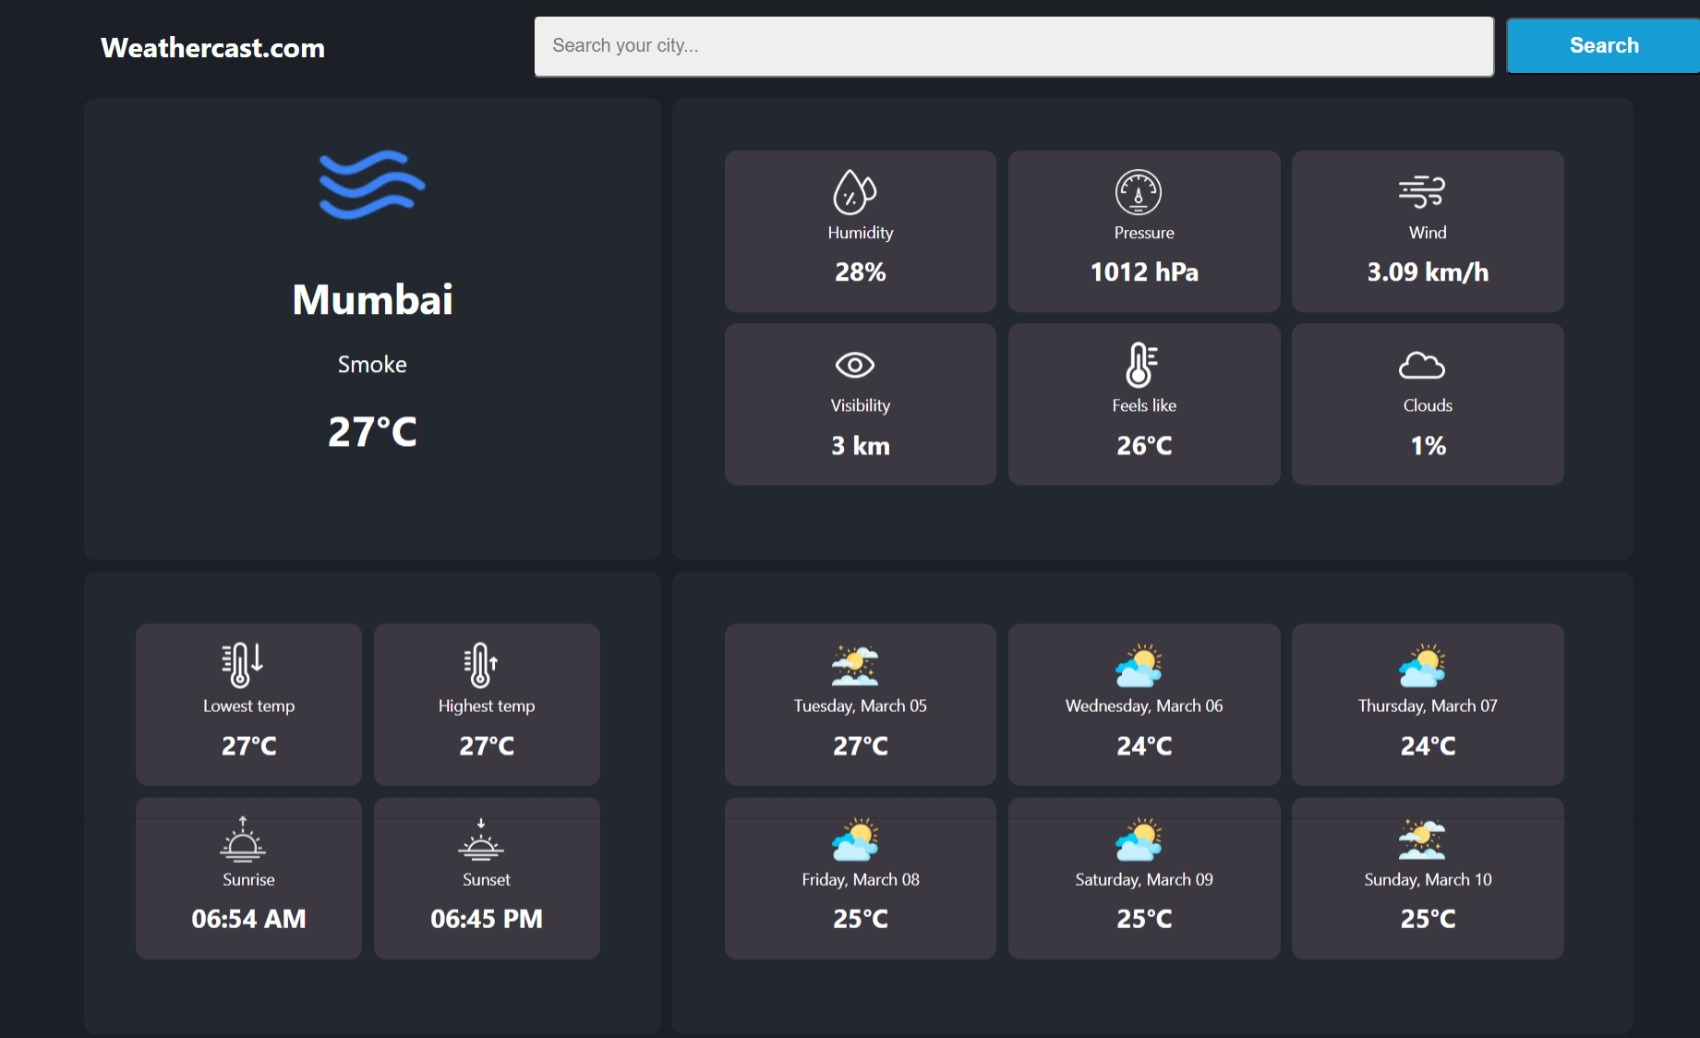 Weathercast.com
Search your city...
Search
Mumbai
Smoke
27°C
Humidity
28%
Pressure
1012 hPa
Wind
3.09 km/h
Visibility
3 km
Feels like
26°C
Clouds
1%
Lowest temp
27°C
Highest temp
27°C
Sunrise
06:54 AM
Sunset
06:45 PM
Tuesday, March 05
27°C
Wednesday, March 06
24°C
Thursday, March 07
24°C
Friday, March 08
25°C
Saturday, March 09
25°C
Sunday, March 10
25°C